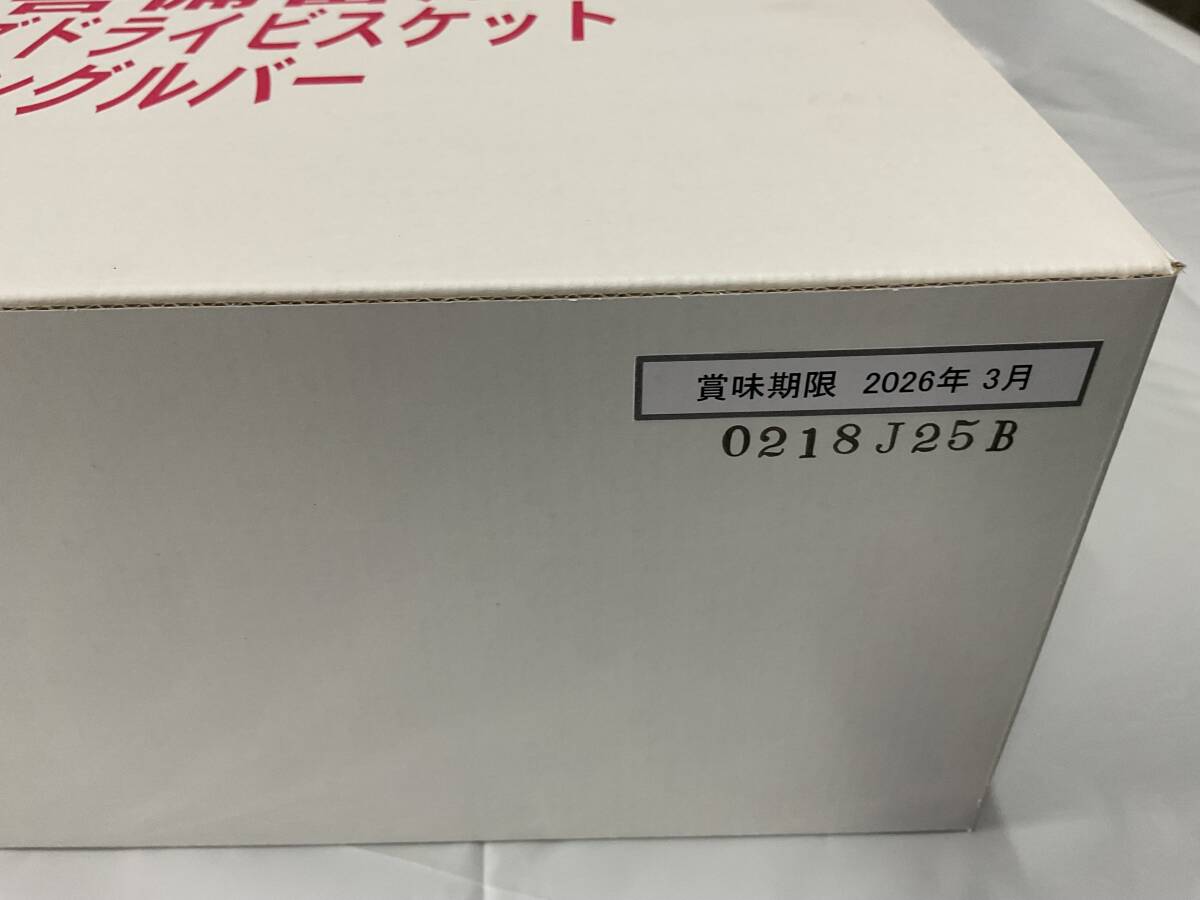 ドライビスケット
ングルバー
賞味期限 2026年 3月
0218J25B